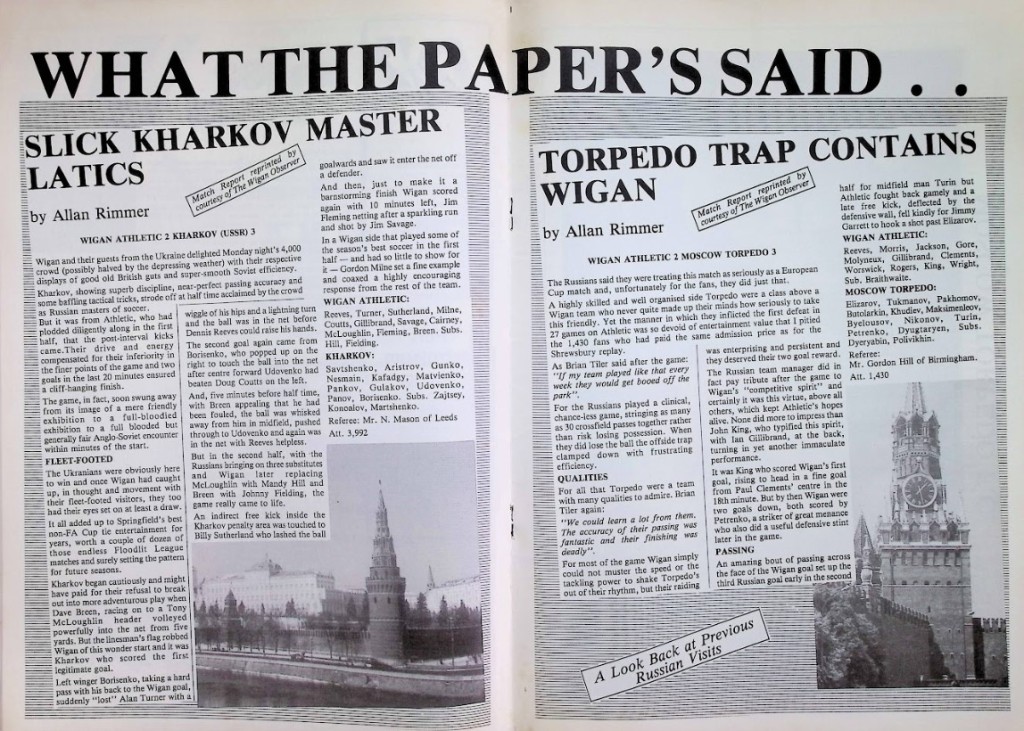 WHAT THE PAPER'S SAID . .
SLICK KHARKOV MASTER
LATICS
Match Report reprinted by
courtesy of The Wigan Observer
by Allan Rimmer
WIGAN ATHLETIC 2 KHARKOV (USSR) 3
Wigan and their guests from the Ukraine delighted Monday night's 4,000
crowd (possibly halved by the depressing weather) with their respective
displays of good old British guts and super-smooth Soviet efficiency.
Kharkov, showing superb discipline, near-perfect passing accuracy and
some baffling tactical tricks, strode off at half time acclaimed by the crowd
as Russian masters of soccer.
But it was from Athletic, who had
plodded diligently along in the first
half, that the post-interval kicks
came.Their drive and energy
compensated for their inferiority in
the finer points of the game and two
goals in the last 20 minutes ensured
a cliff-hanging finish.
The game, in fact, soon swung away
from its image of a mere friendly
exhibition to a full-bloodied
exhibition to a full blooded but
generally fair Anglo-Soviet encounter
within minutes of the start.
FLEET-FOOTED
The Ukranians were obviously here
to win and once Wigan had caught
up, in thought and movement with
their fleet-footed visitors, they too
had their eyes set on at least a draw.
It all added up to Springfield's best
non-FA Cup tie entertainment for
years, worth a couple of dozen of
those endless Floodlit League
matches and surely setting the pattern
for future seasons.
Kharkov began cautiously and might
have paid for their refusal to break
out into more adventurous play when
Dave Breen, racing on to a Tony
McLoughlin header volleyed
powerfully into the net from five
yards. But the linesman's flag robbed
Wigan of this wonder start and it was
Kharkov who scored the first
legitimate goal.
Left winger Borisenko, taking a hard
pass with his back to the Wigan goal,
suddenly "lost" Alan Turner with a
wiggle of his hips and a lightning turn
and the ball was in the net before
Dennis Reeves could raise his hands.
The second goal again came from
Borisenko, who popped up on the
right to touch the ball into the net
after centre forward Udovenko had
beaten Doug Coutts on the left.
And, five minutes before half time,
with Breen appealing that he had
been fouled, the ball was whisked
away from him in midfield, pushed
through to Udovenko and again was
in the net with Reeves helpless.
But in the second half, with the
Russians bringing on three substitutes
and Wigan later replacing
McLoughlin with Mandy Hill and
Breen with Johnny Fielding, the
game really came to life.
An indirect free kick inside the
Kharkov penalty area was touched to
Billy Sutherland who lashed the ball
goalwards and saw it enter the net off
a defender.
And then, just to make it a
barnstorming finish Wigan scored
again with 10 minutes left, Jim
Fleming netting after a sparkling run
and shot by Jim Savage.
In a Wigan side that played some of
the season's best soccer in the first
half — and had so little to show for
it — Gordon Milne set a fine example
and coaxed a highly encouraging
response from the rest of the team.
WIGAN ATHLETIC:
Reeves, Turner, Sutherland, Milne,
Coutts, Gillibrand, Savage, Cairney,
McLoughlin, Fleming, Breen. Subs.
Hill, Fielding.
KHARKOV:
Savtshenko, Aristrov, Gunko,
Nesmain, Kafadgy, Matvienko,
Pankov, Gulakov, Udovenko,
Panov, Borisenko. Subs. Zajtsey,
Konoalov, Martshenko.
Referee: Mr. N. Mason of Leeds
Att. 3,992
TORPEDO TRAP CONTAINS
WIGAN
Match Report reprinted by
courtesy of The Wigan Observer
by Allan Rimmer
WIGAN ATHLETIC 2 MOSCOW TORPEDO 3
The Russians said they were treating this match as seriously as a European
Cup match and, unfortunately for the fans, they did just that.
A highly skilled and well organised side Torpedo were a class above a
Wigan team who never quite made up their minds how seriously to take
this friendly. Yet the manner in which they inflicted the first defeat in
27 games on Athletic was so devoid of entertainment value that I pitied
the 1,430 fans who had paid the same admission price as for the
Shrewsbury replay.
As Brian Tiler said after the game:
"If my team played like that every
week they would get booed off the
park".
For the Russians played a clinical,
chance-less game, stringing as many
as 30 crossfield passes together rather
than risk losing possession. When
they did lose the ball the offside trap
clamped down with frustrating
efficiency.
QUALITIES
For all that Torpedo were a team
with many qualities to admire. Brian
Tiler again:
"We could learn a lot from them.
The accuracy of their passing was
fantastic and their finishing was
deadly".
For most of the game Wigan simply
could not muster the speed or the
tackling power to shake Torpedo's
out of their rhythm, but their raiding
was enterprising and persistent and
they deserved their two goal reward.
The Russian team manager did in
fact pay tribute after the game to
Wigan's "competitive spirit" and
certainly it was this virtue, above all
others, which kept Athletic's hopes
alive. None did more to impress than
John King, who typified this spirit,
with Ian Gillibrand, at the back,
turning in yet another immaculate
performance.
It was King who scored Wigan's first
goal, rising to head in a fine goal
from Paul Clements' centre in the
18th minute. But by then Wigan were
two goals down, both scored by
Petrenko, a striker of great menance
who also did a useful defensive stint
later in the game.
PASSING
An amazing bout of passing across
the face of the Wigan goal set up the
third Russian goal early in the second
half for midfield man Turin but
Athletic fought back gamely and a
late free kick, deflected by the
defensive wall, fell kindly for Jimmy
Garrett to hook a shot past Elizarov.
WIGAN ATHLETIC:
Reeves, Morris, Jackson, Gore,
Molyneux, Gillibrand, Clements,
Worswick, Rogers, King, Wright,
Sub. Braithwaite.
MOSCOW TORPEDO:
Elizarov, Tukmanov, Pakhomov,
Butolarkin, Khudiev, Maksimenleov,
Byelousov, Nikonov, Turin,
Petrenko, Dyugtaryen, Subs.
Dyeryabin, Polivikhin.
Referee:
Mr. Gordon Hill of Birmingham.
Att. 1,430
A Look Back at Previous
Russian Visits